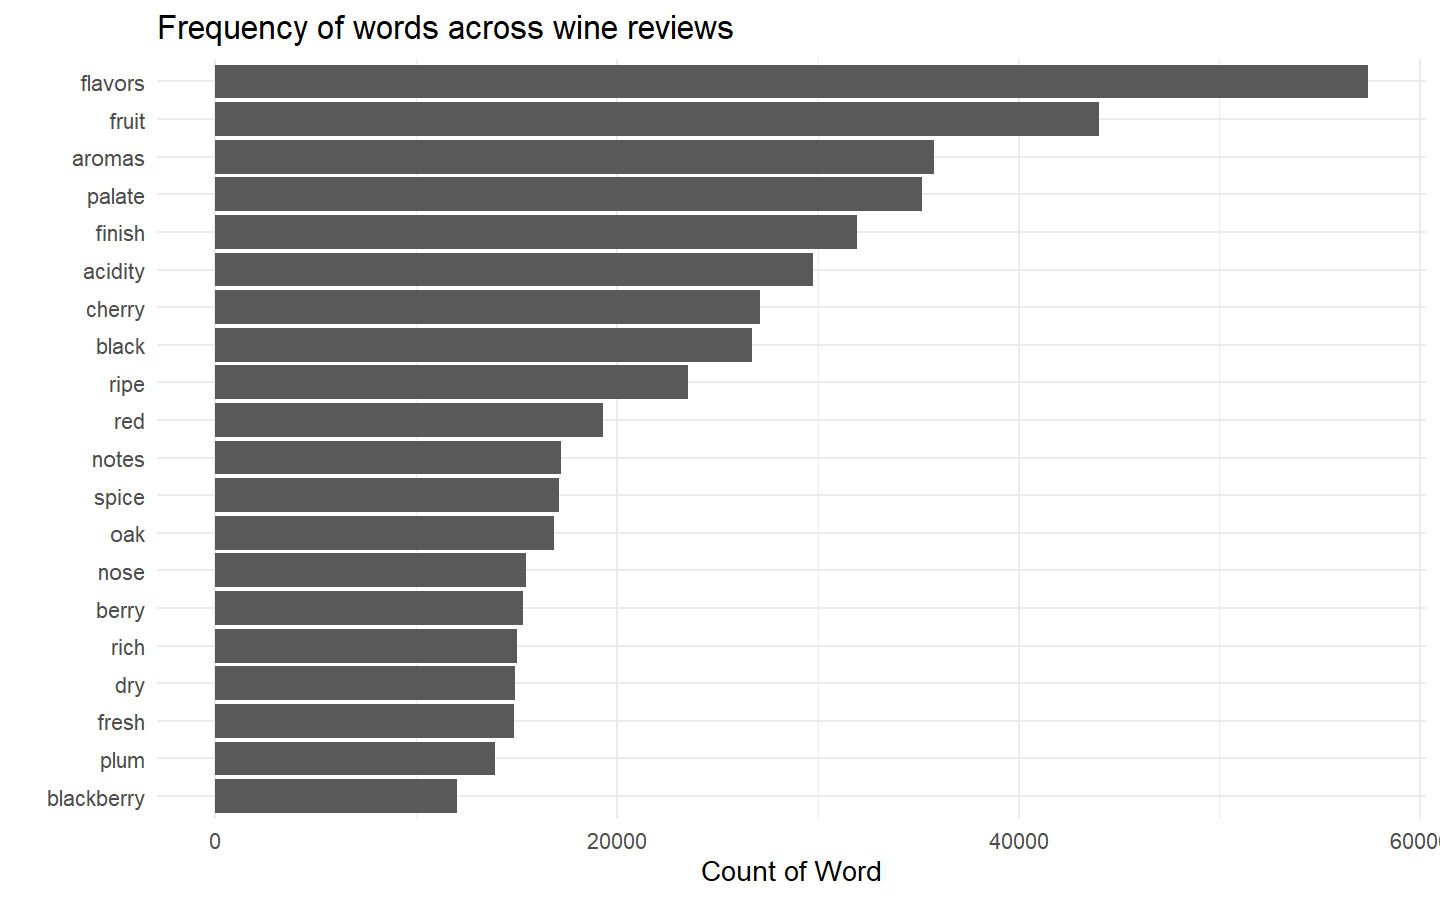 Frequency of words across wine reviews
flavors
fruit
aromas
palate
finish
acidity
cherry
black
ripe
red
notes
spice
oak
nose
berry
rich
dry
fresh
plum
blackberry
0 20000 40000 60000
Count of Word